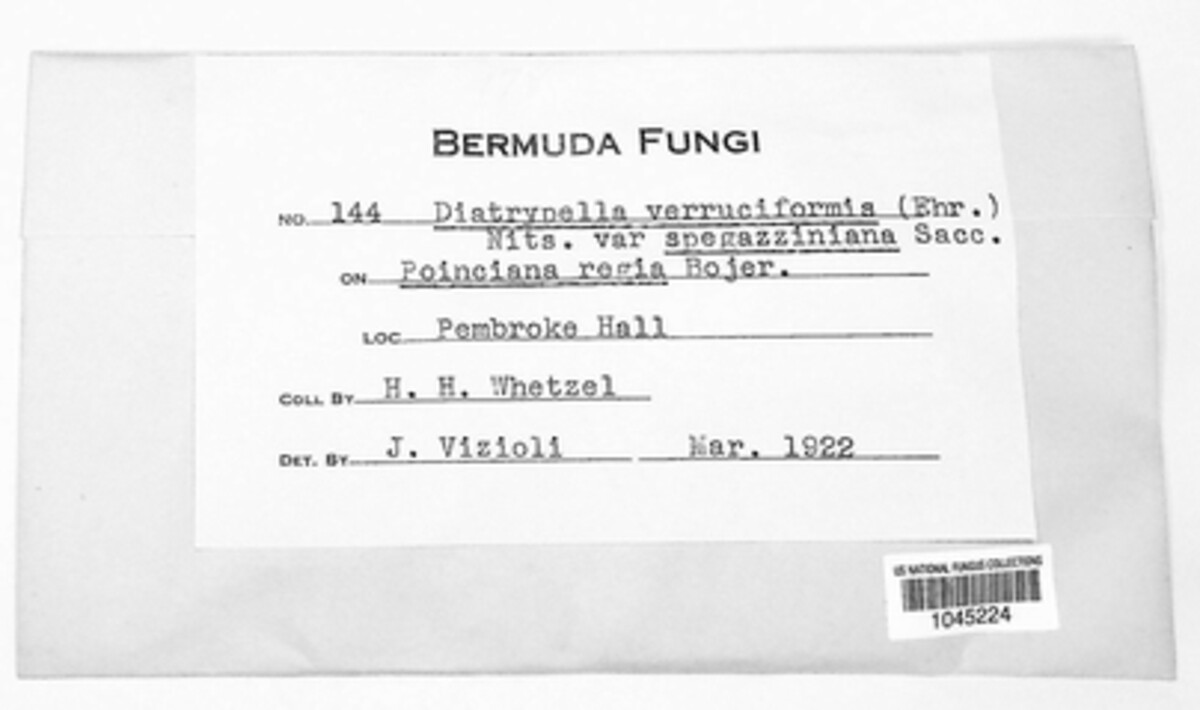 BERMUDA FUNGI
NO. 144 Diatrypella verruciformis (Ehr.)
Nits. var spegazziniana Sacc.
ON Poinciana regia Bojer.
LOC Pembroke Hall
COLL BY H. H. Whetzel
DET. BY J. Vizioli Mar. 1922
US NATIONAL FUNGUS COLLECTIONS
1045224